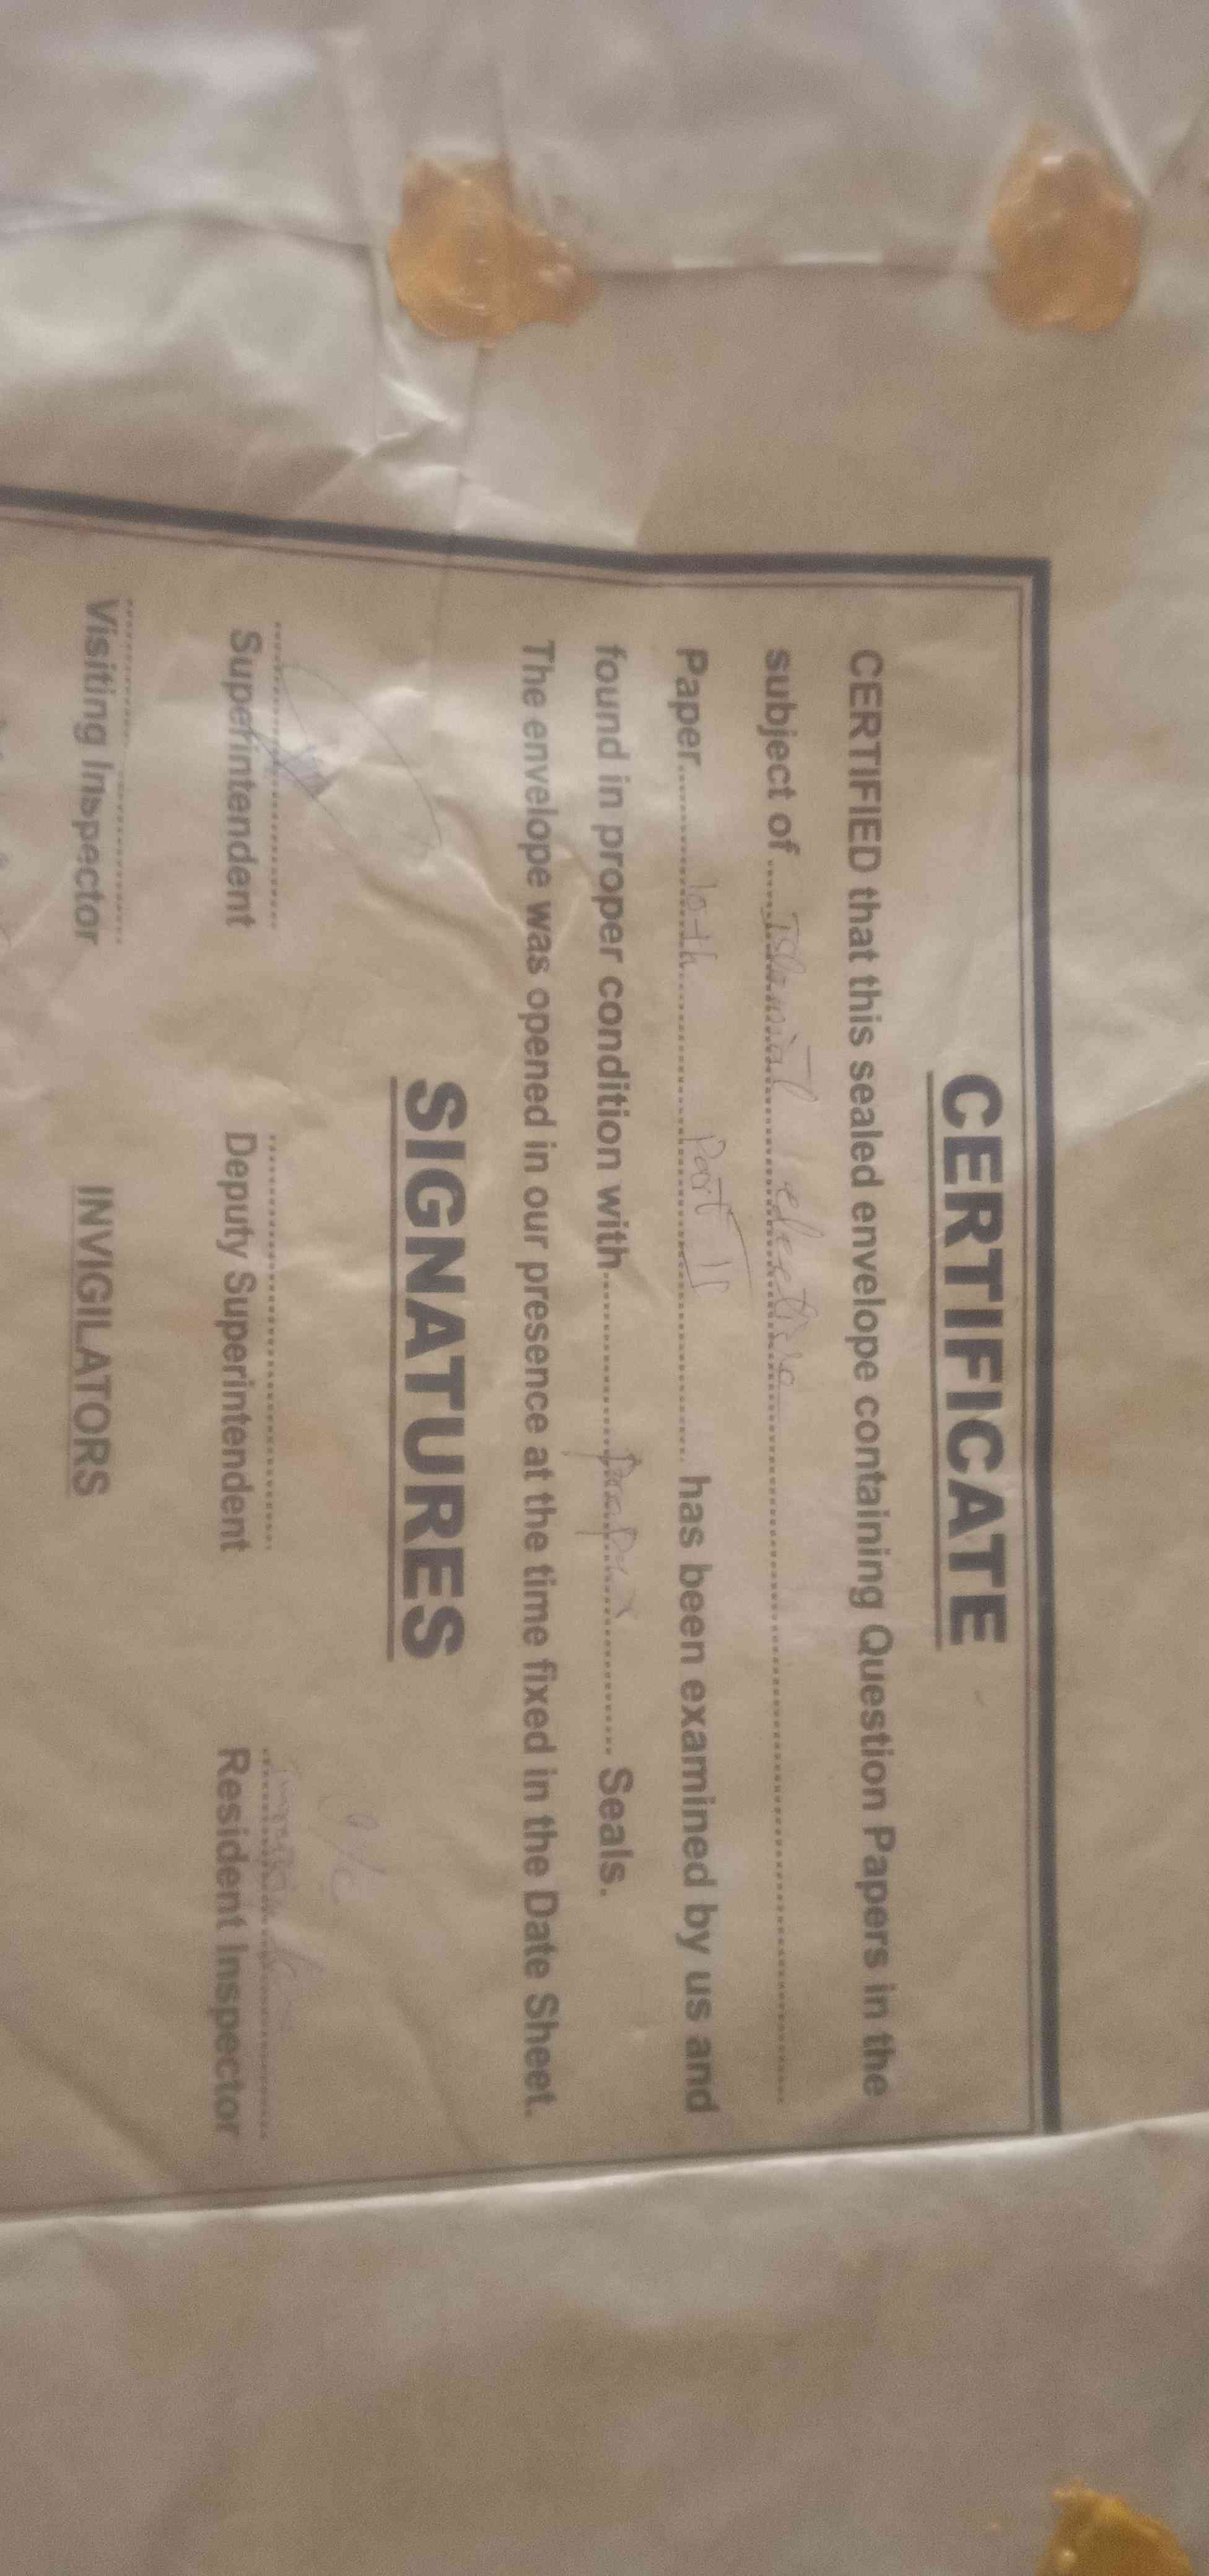 CERTIFICATE
CERTIFIED that this sealed envelope containing Question Papers in the
subject of .................... elective ....................
Paper.......... 10th .......... Part II .......... has been examined by us and
found in proper condition with.......... proper .......... Seals.
The envelope was opened in our presence at the time fixed in the Date Sheet.
SIGNATURES
Superintendent Deputy Superintendent Resident Inspector
Visiting Inspector INVIGILATORS